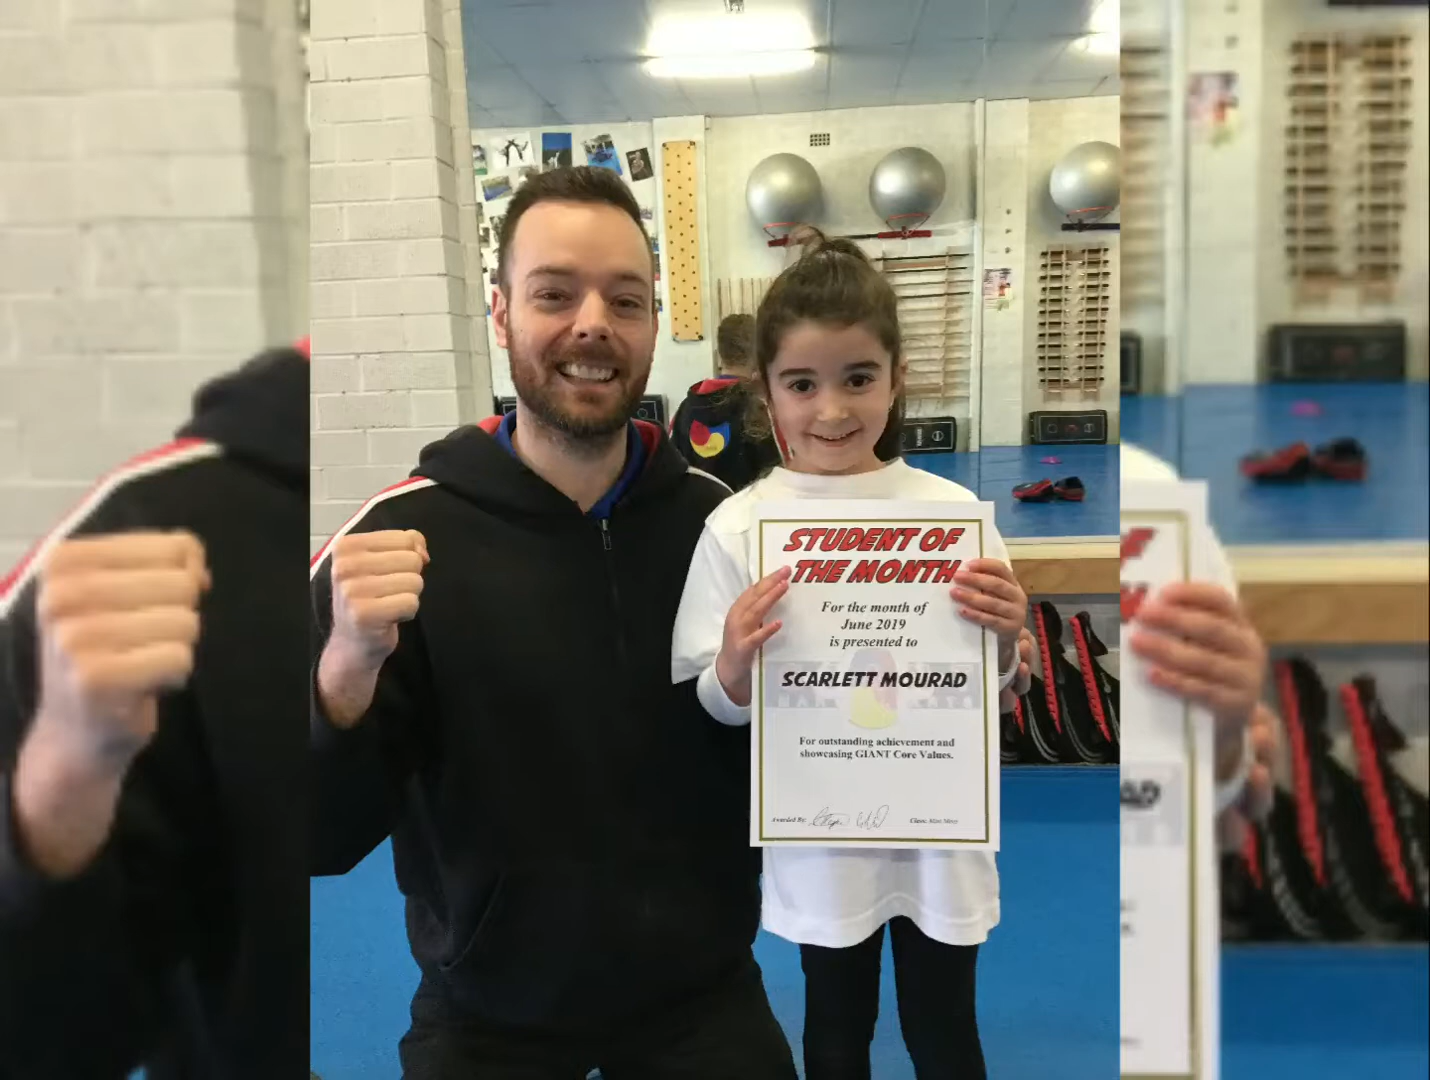 STUDENT OF
THE MONTH
For the month of
June 2019
is presented to
SCARLETT MOURAD
For outstanding achievement and
showcasing GIANT Core Values.
Awarded By:
Class: